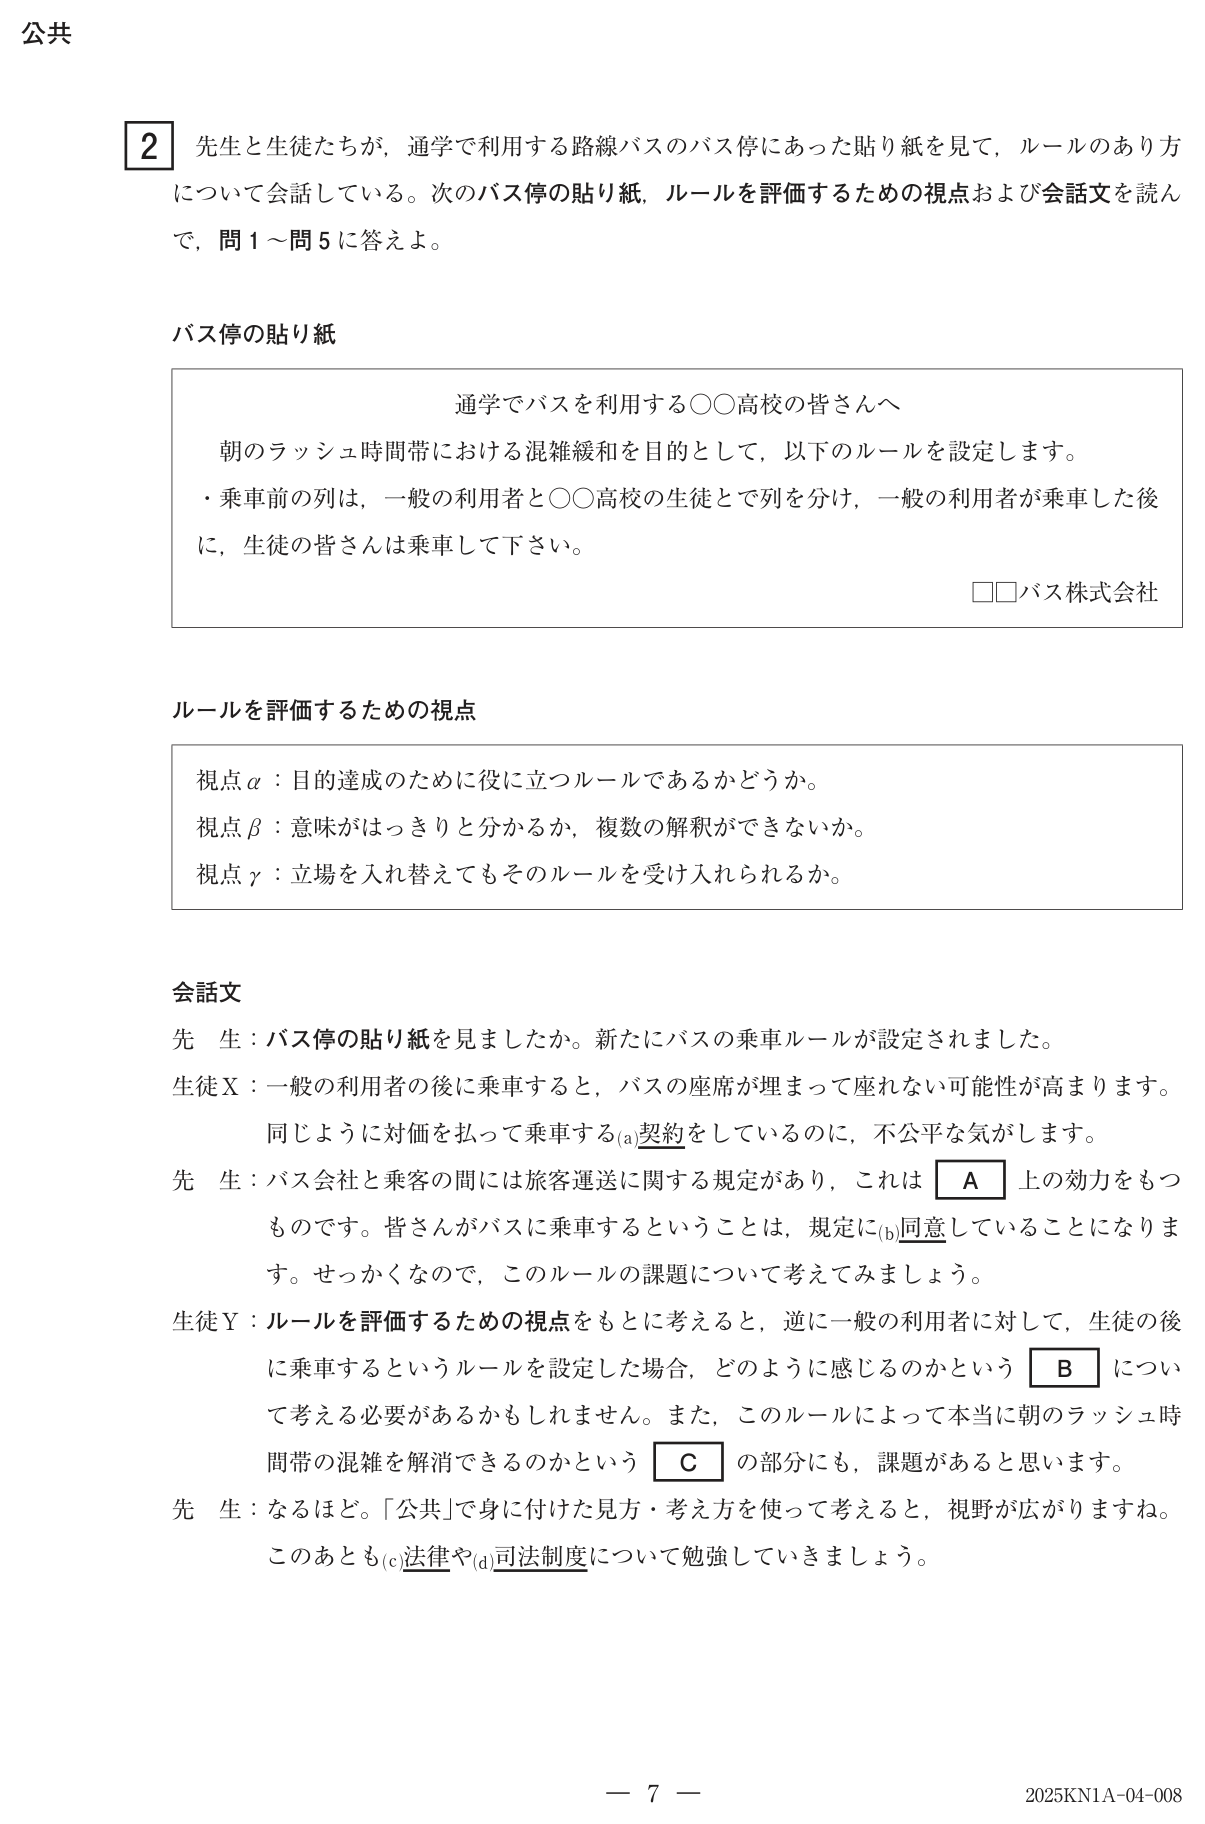 公共
2 先生と生徒たちが，通学で利用する路線バスのバス停にあった貼り紙を見て，ルールのあり方
について会話している。次のバス停の貼り紙，ルールを評価するための視点および会話文を読ん
で，問1～問5に答えよ。
バス停の貼り紙
通学でバスを利用する〇〇高校の皆さんへ
朝のラッシュ時間帯における混雑緩和を目的として，以下のルールを設定します。
・乗車前の列は，一般の利用者と〇〇高校の生徒とで列を分け，一般の利用者が乗車した後
に，生徒の皆さんは乗車して下さい。
□□バス株式会社
ルールを評価するための視点
視点α：目的達成のために役に立つルールであるかどうか。
視点β：意味がはっきりと分かるか，複数の解釈ができないか。
視点γ：立場を入れ替えてもそのルールを受け入れられるか。
会話文
先　生：バス停の貼り紙を見ましたか。新たにバスの乗車ルールが設定されました。
生徒X：一般の利用者の後に乗車すると，バスの座席が埋まって座れない可能性が高まります。
同じように対価を払って乗車する(a)契約をしているのに，不公平な気がします。
先　生：バス会社と乗客の間には旅客運送に関する規定があり，これは A 上の効力をもつ
ものです。皆さんがバスに乗車するということは，規定に(b)同意していることになりま
す。せっかくなので，このルールの課題について考えてみましょう。
生徒Y：ルールを評価するための視点をもとに考えると，逆に一般の利用者に対して，生徒の後
に乗車するというルールを設定した場合，どのように感じるのかという B につい
て考える必要があるかもしれません。また，このルールによって本当に朝のラッシュ時
間帯の混雑を解消できるのかという C の部分にも，課題があると思います。
先　生：なるほど。「公共」で身に付けた見方・考え方を使って考えると，視野が広がりますね。
このあとも(c)法律や(d)司法制度について勉強していきましょう。
― 7 ―
2025KN1A-04-008